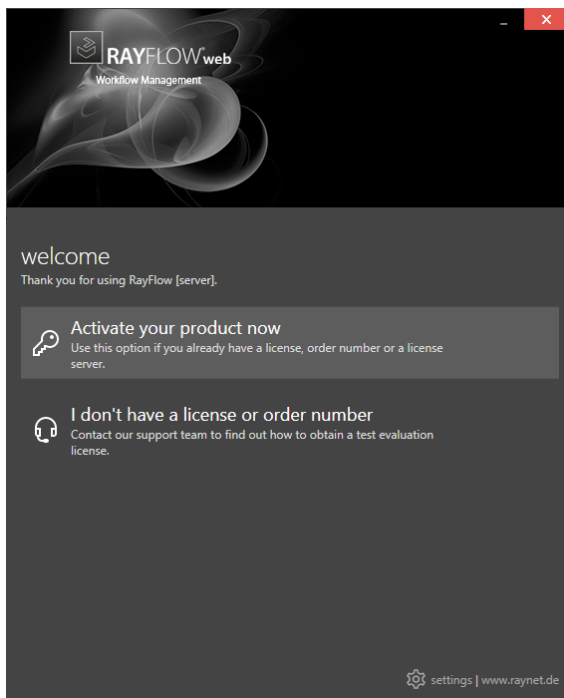 RAYFLOW web
Workflow Management
welcome
Thank you for using RayFlow [server].
Activate your product now
Use this option if you already have a license, order number or a license
server.
I don't have a license or order number
Contact our support team to find out how to obtain a test evaluation
license.
settings | www.raynet.de